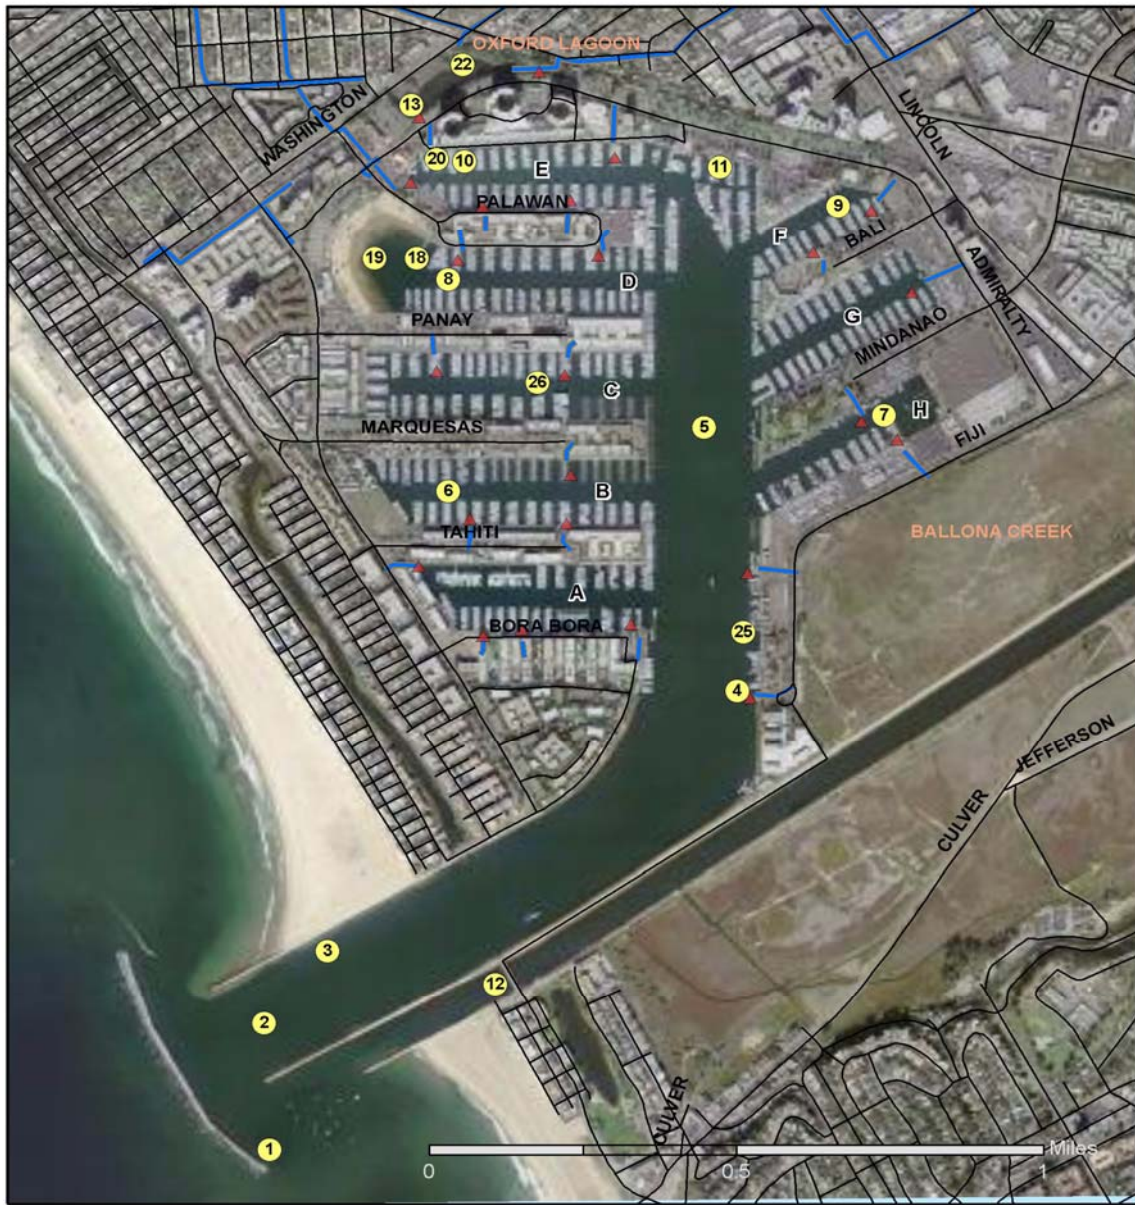 OXFORD LAGOON
22
LINCOLN
13
WASHINGTON
20
10
11
E
PALAWAN
9
F
BALI
19
18
8
D
ADMIRALTY
G
PANAY
MINDANAO
26
C
7
H
5
MARQUESAS
FIJI
6
B
TAHITI
BALLONA CREEK
A
BORA BORA
25
4
JEFFERSON
CULVER
3
12
2
CULVER
1
Miles
0
0.5
1